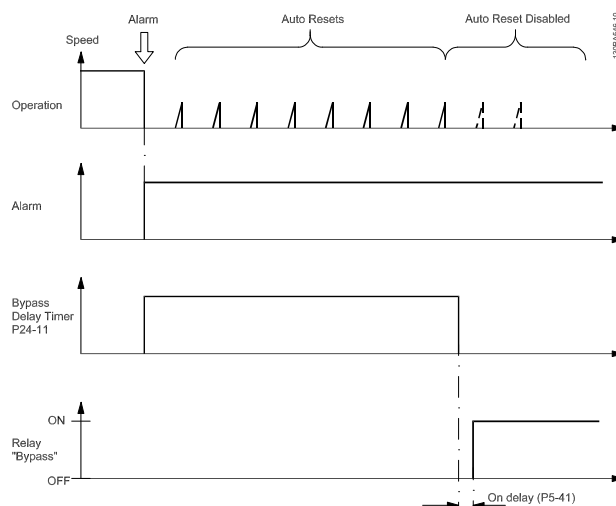 Alarm
Auto Resets
Auto Reset Disabled
Speed
Operation
Alarm
Bypass
Delay Timer
P24-11
ON
Relay
"Bypass"
OFF
On delay (P5-41)